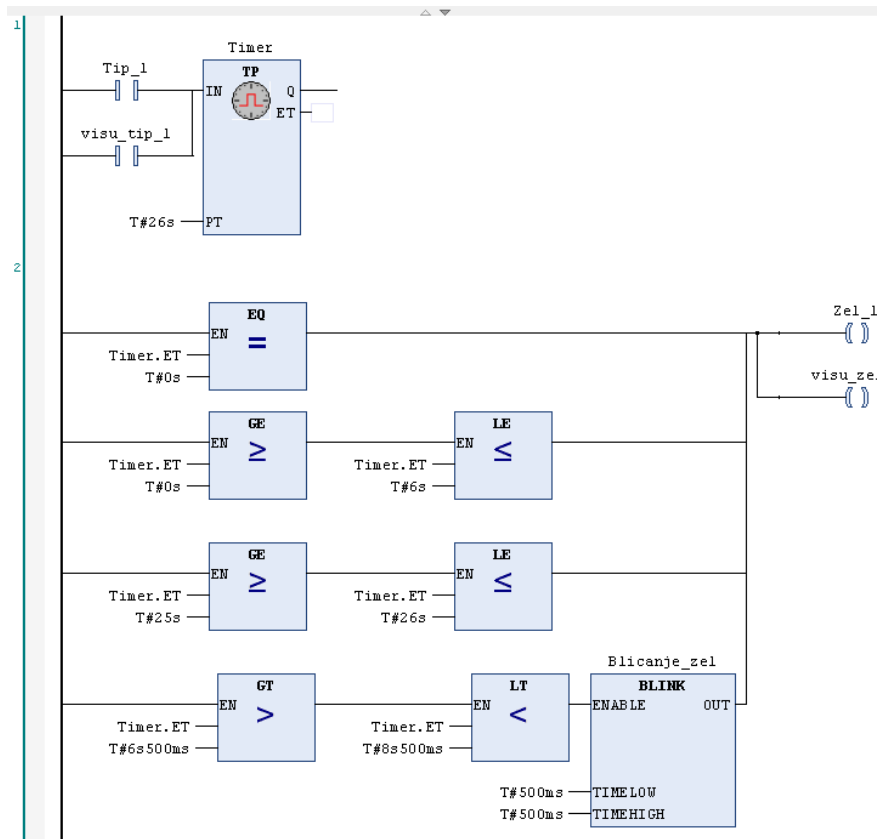 1
Timer
Tip_1
TP
IN Q
ET
visu_tip_1
T#26s PT
2
EQ
Zel_1
EN
=
Timer.ET
T#0s
visu_ze
GE LE
EN ≥ EN ≤
Timer.ET Timer.ET
T#0s T#6s
GE LE
EN ≥ EN ≤
Timer.ET Timer.ET
T#25s T#26s
Blicanje_zel
GT LT BLINK
EN > EN < ENABLE OUT
Timer.ET Timer.ET
T#6s500ms T#8s500ms
T#500ms TIMELOW
T#500ms TIMEHIGH